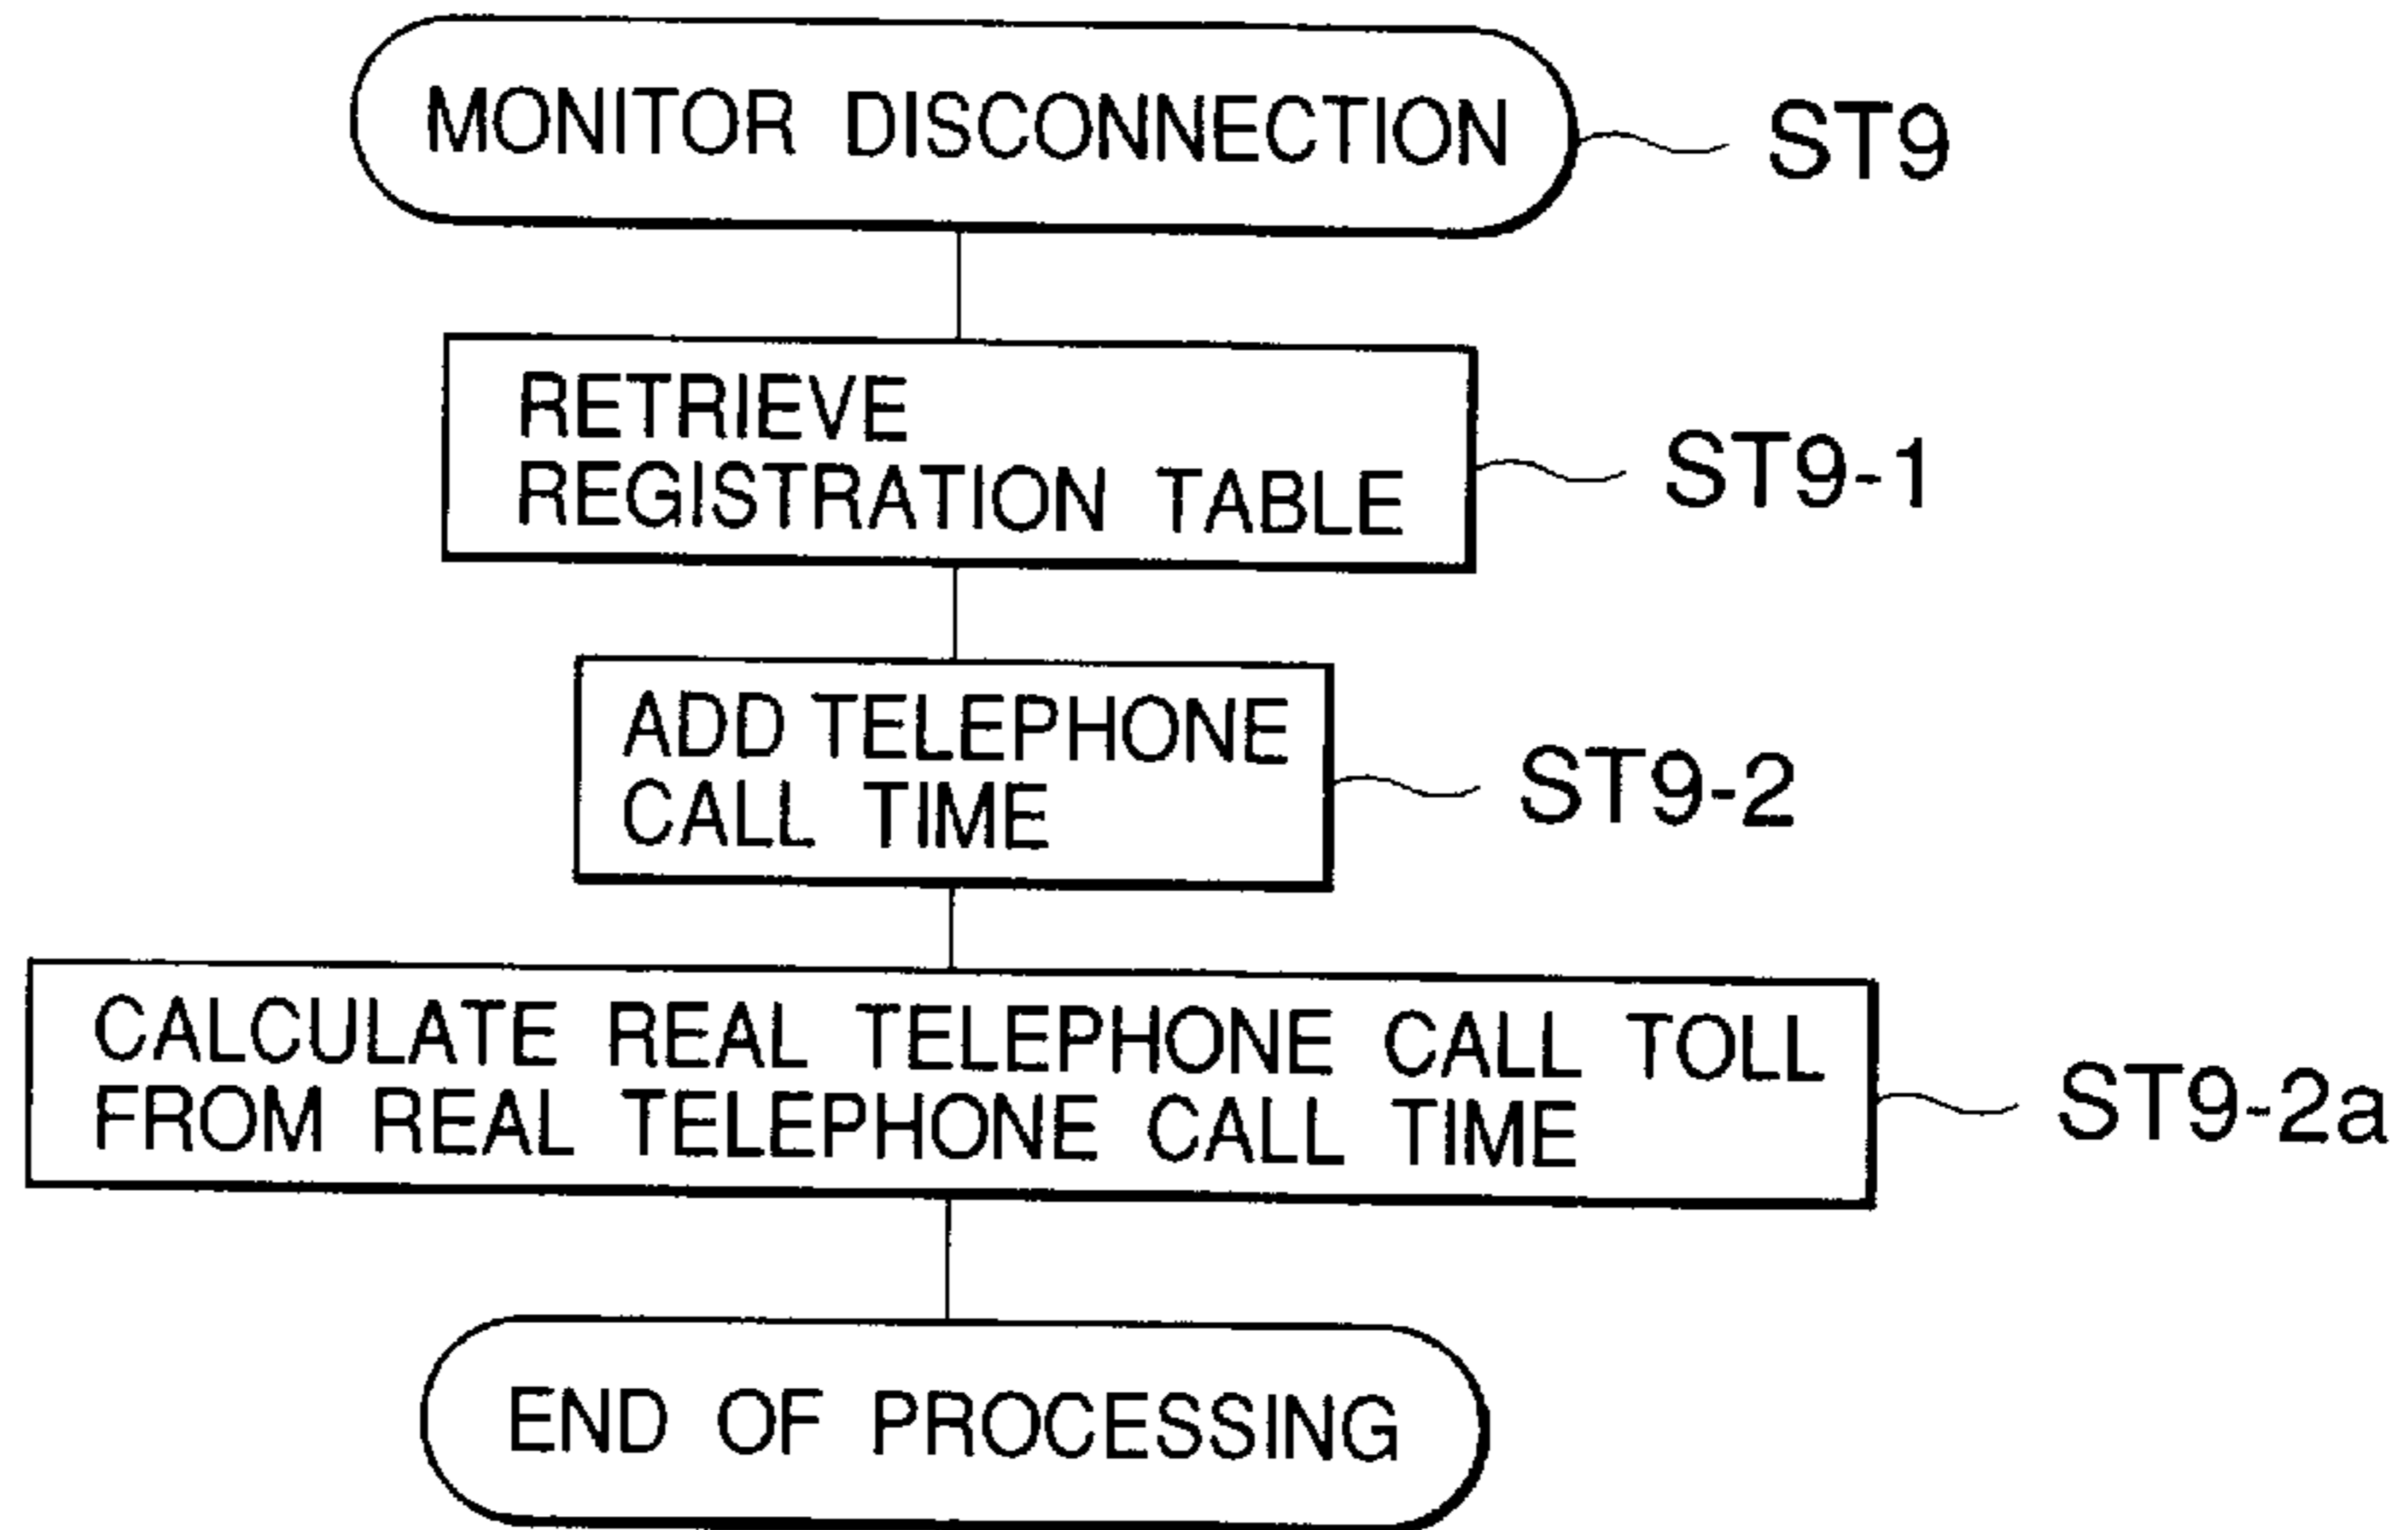 MONITOR DISCONNECTION
ST9
RETRIEVE
REGISTRATION TABLE
ST9-1
ADD TELEPHONE
CALL TIME
ST9-2
CALCULATE REAL TELEPHONE CALL TOLL
FROM REAL TELEPHONE CALL TIME
ST9-2a
END OF PROCESSING